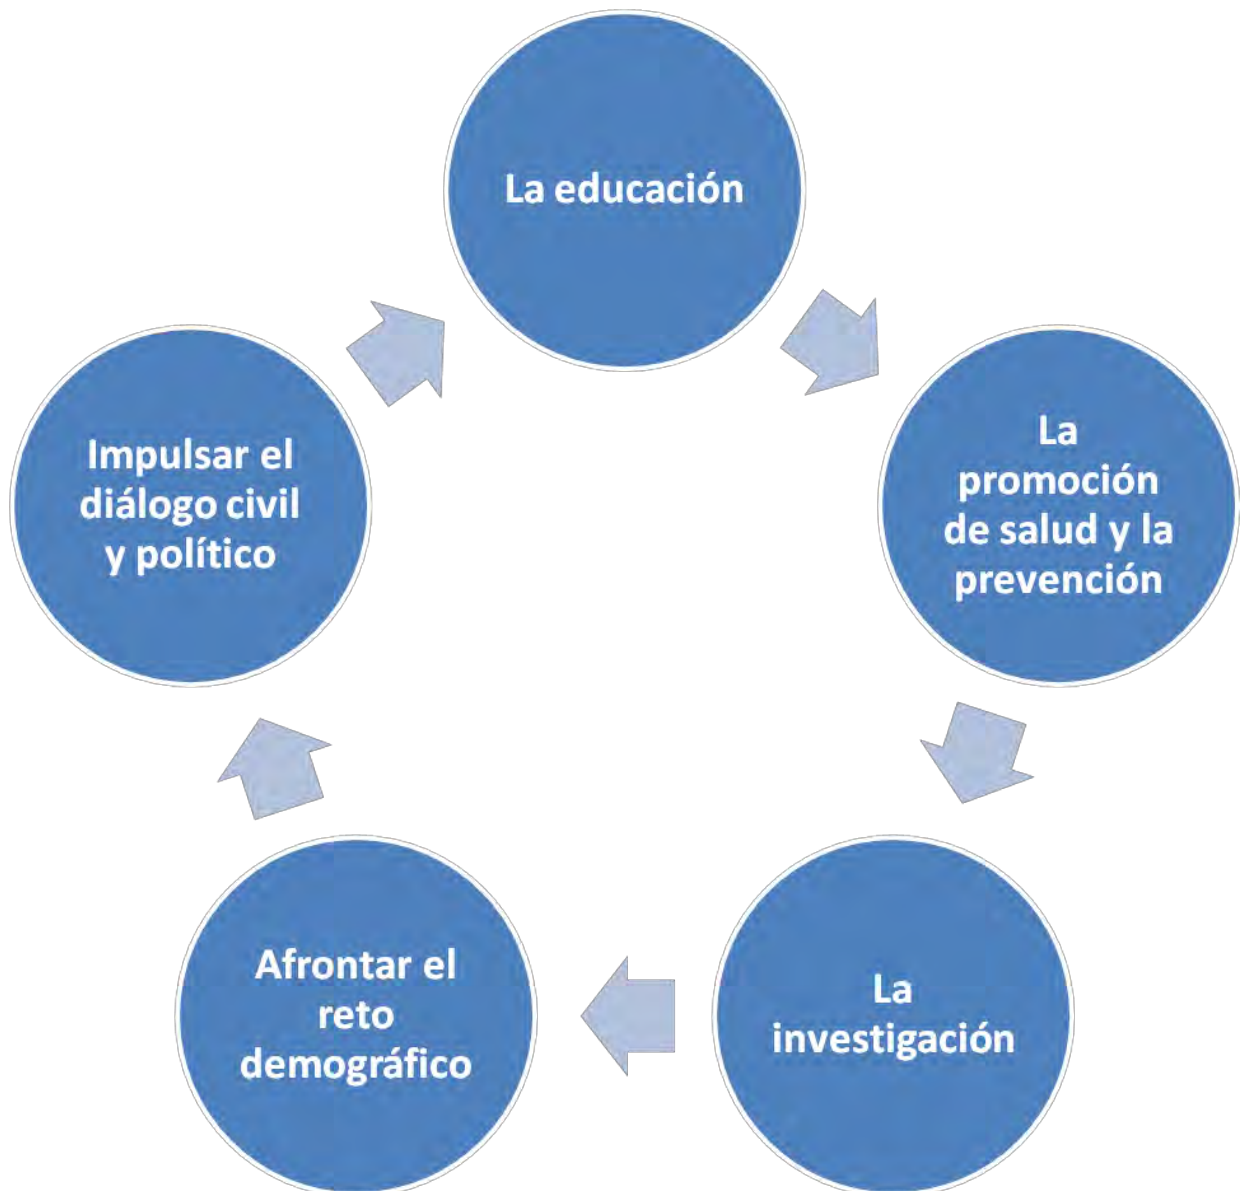 La educación
La
promoción
de salud y la
prevención
La
investigación
Afrontar el
reto
demográfico
Impulsar el
diálogo civil
y político